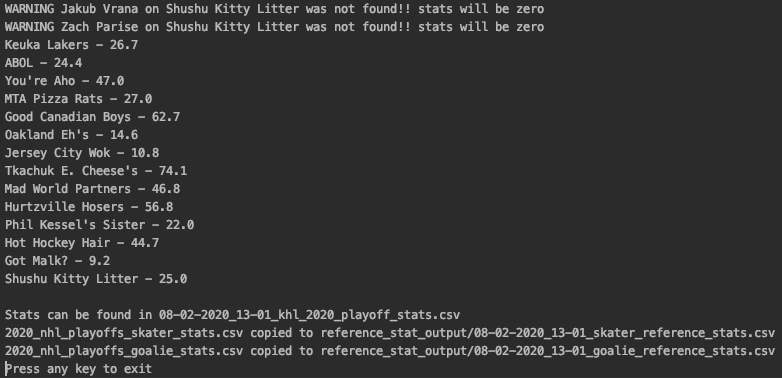 WARNING Jakub Vrana on Shushu Kitty Litter was not found!! stats will be zero
WARNING Zach Parise on Shushu Kitty Litter was not found!! stats will be zero
Keuka Lakers - 26.7
ABOL - 24.4
You're Aho - 47.0
MTA Pizza Rats - 27.0
Good Canadian Boys - 62.7
Oakland Eh's - 14.6
Jersey City Wok - 10.8
Tkachuk E. Cheese's - 74.1
Mad World Partners - 46.8
Hurtzville Hosers - 56.8
Phil Kessel's Sister - 22.0
Hot Hockey Hair - 44.7
Got Malk? - 9.2
Shushu Kitty Litter - 25.0
Stats can be found in 08-02-2020_13-01_khl_2020_playoff_stats.csv
2020_nhl_playoffs_skater_stats.csv copied to reference_stat_output/08-02-2020_13-01_skater_reference_stats.csv
2020_nhl_playoffs_goalie_stats.csv copied to reference_stat_output/08-02-2020_13-01_goalie_reference_stats.csv
Press any key to exit